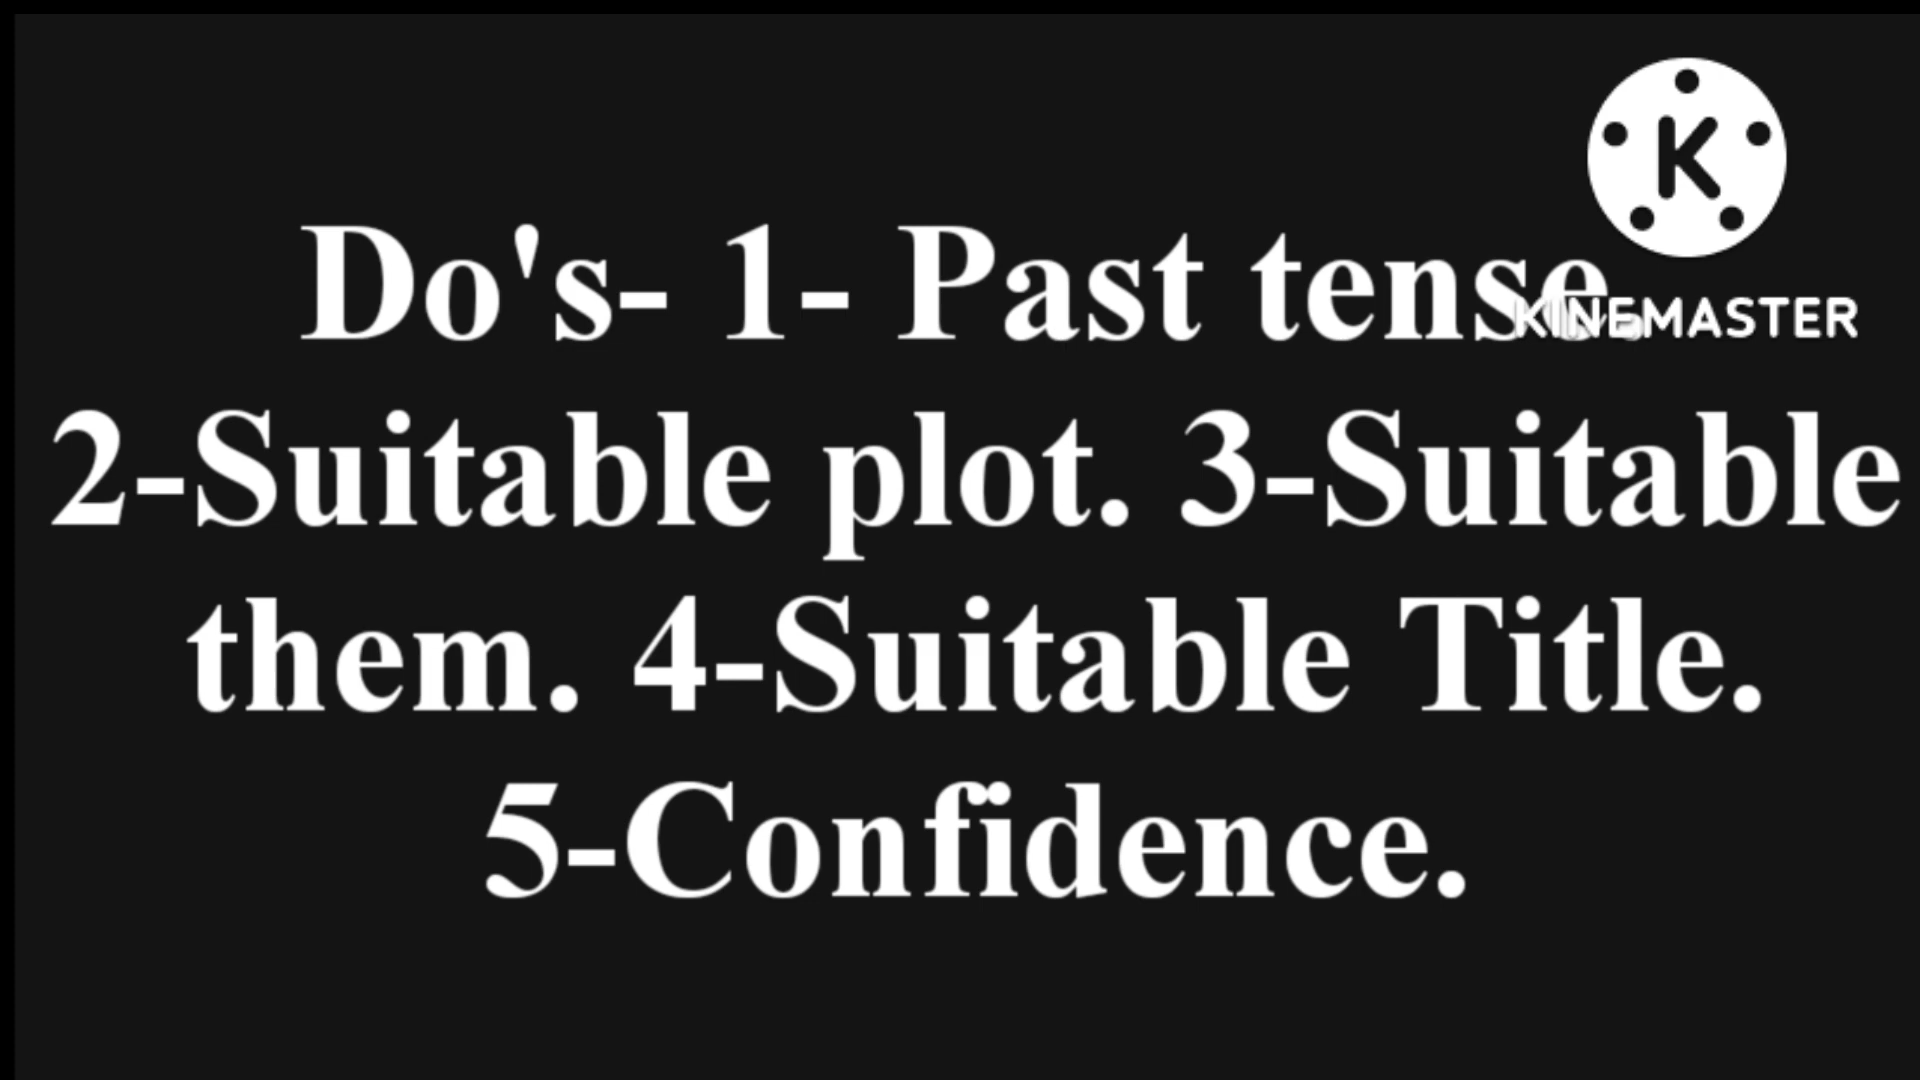 Do's- 1- Past tense.
KINEMASTER
2-Suitable plot. 3-Suitable
them. 4-Suitable Title.
5-Confidence.